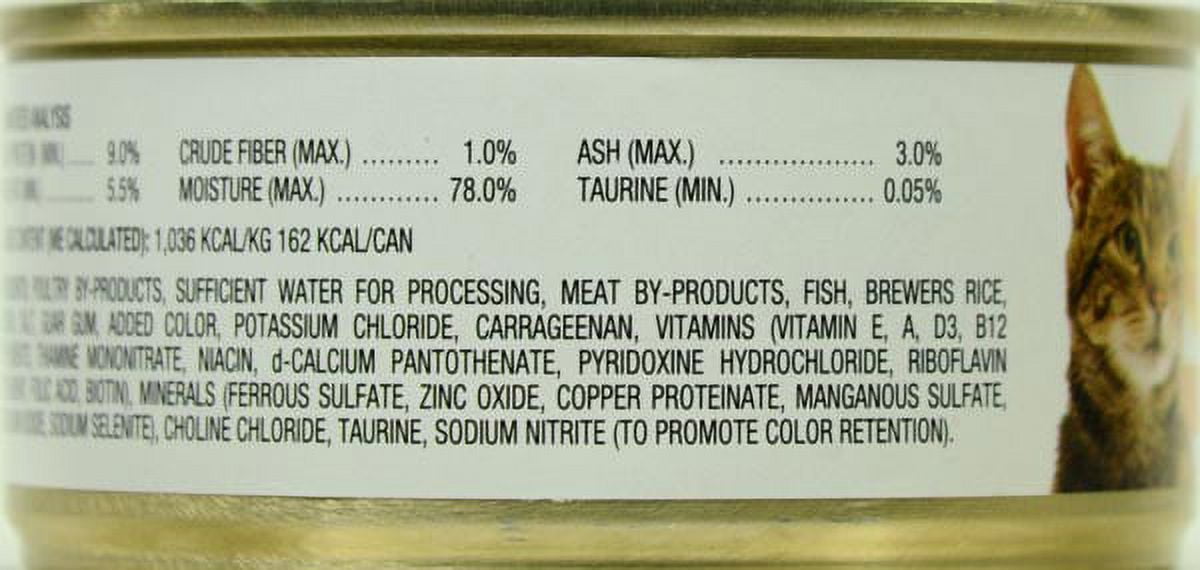 ANALYSIS
9.0% CRUDE FIBER (MAX.) ......... 1.0% ASH (MAX.) .................. 3.0%
5.5% MOISTURE (MAX.) ............ 78.0% TAURINE (MIN.) ............... 0.05%
(ME CALCULATED): 1,036 KCAL/KG 162 KCAL/CAN
POULTRY BY-PRODUCTS, SUFFICIENT WATER FOR PROCESSING, MEAT BY-PRODUCTS, FISH, BREWERS RICE,
GUAR GUM, ADDED COLOR, POTASSIUM CHLORIDE, CARRAGEENAN, VITAMINS (VITAMIN E, A, D3, B12
THIAMINE MONONITRATE, NIACIN, d-CALCIUM PANTOTHENATE, PYRIDOXINE HYDROCHLORIDE, RIBOFLAVIN
FOLIC ACID, BIOTIN), MINERALS (FERROUS SULFATE, ZINC OXIDE, COPPER PROTEINATE, MANGANOUS SULFATE,
SODIUM SELENITE), CHOLINE CHLORIDE, TAURINE, SODIUM NITRITE (TO PROMOTE COLOR RETENTION).